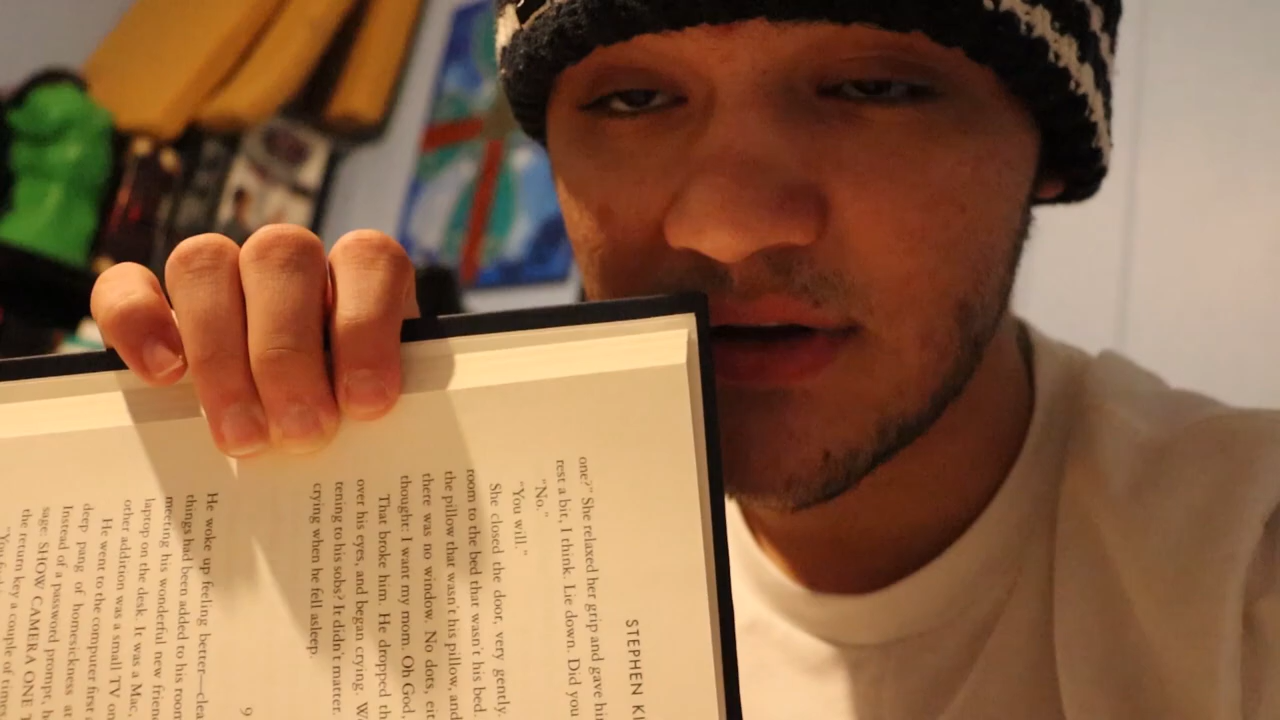 STEPHEN KI
one?" She relaxed her grip and gave hi
rest a bit, I think. Lie down. Did you
"No."
"You will."
She closed the door, very gently.
room to the bed that wasn't his bed.
the pillow that wasn't his pillow, and
there was no window. No dots, eit
thought: I want my mom. Oh God,
That broke him. He dropped th
over his eyes, and began crying. W
tening to his sobs? It didn't matter.
crying when he fell asleep.
9
He woke up feeling better—clea
things had been added to his room
meeting his wonderful new frien
laptop on the desk. It was a Mac,
other addition was a small TV on
He went to the computer first a
deep pang of homesickness at
Instead of a password prompt, h
sage: SHOW CAMERA ONE T
the return key a couple of times